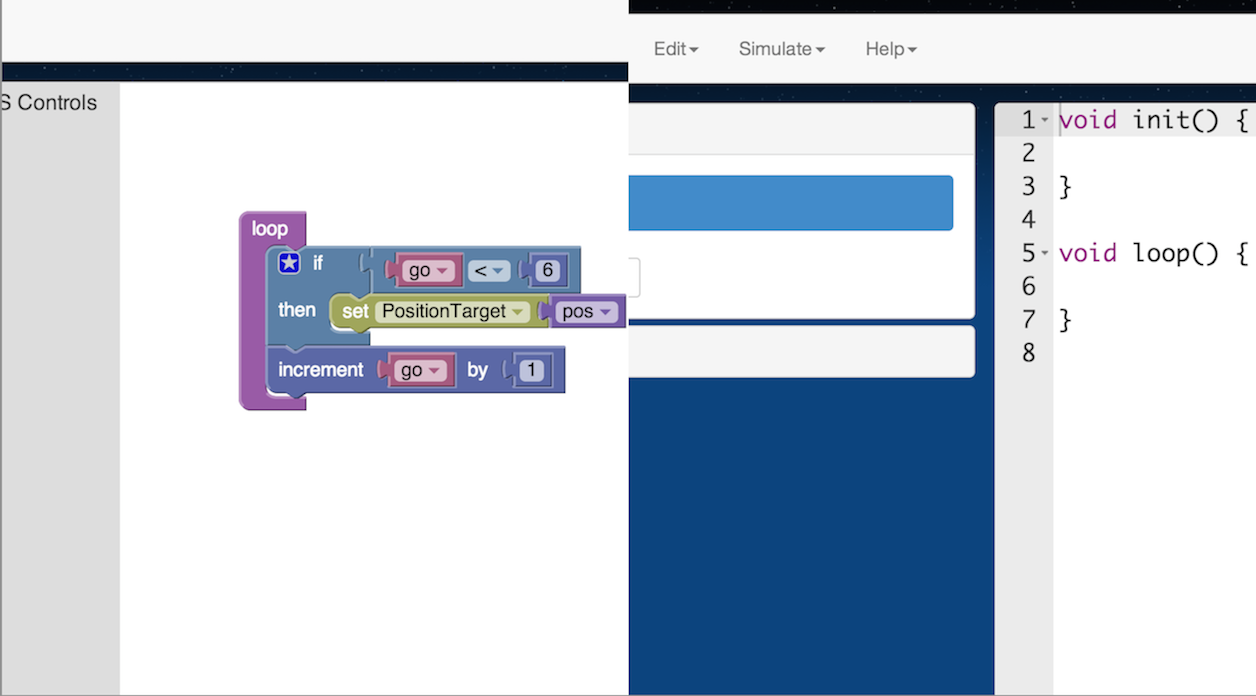 S Controls
loop
if go < 6
then set PositionTarget pos
increment go by 1
Edit Simulate Help
1 void init() {
2
3 }
4
5 void loop() {
6
7 }
8